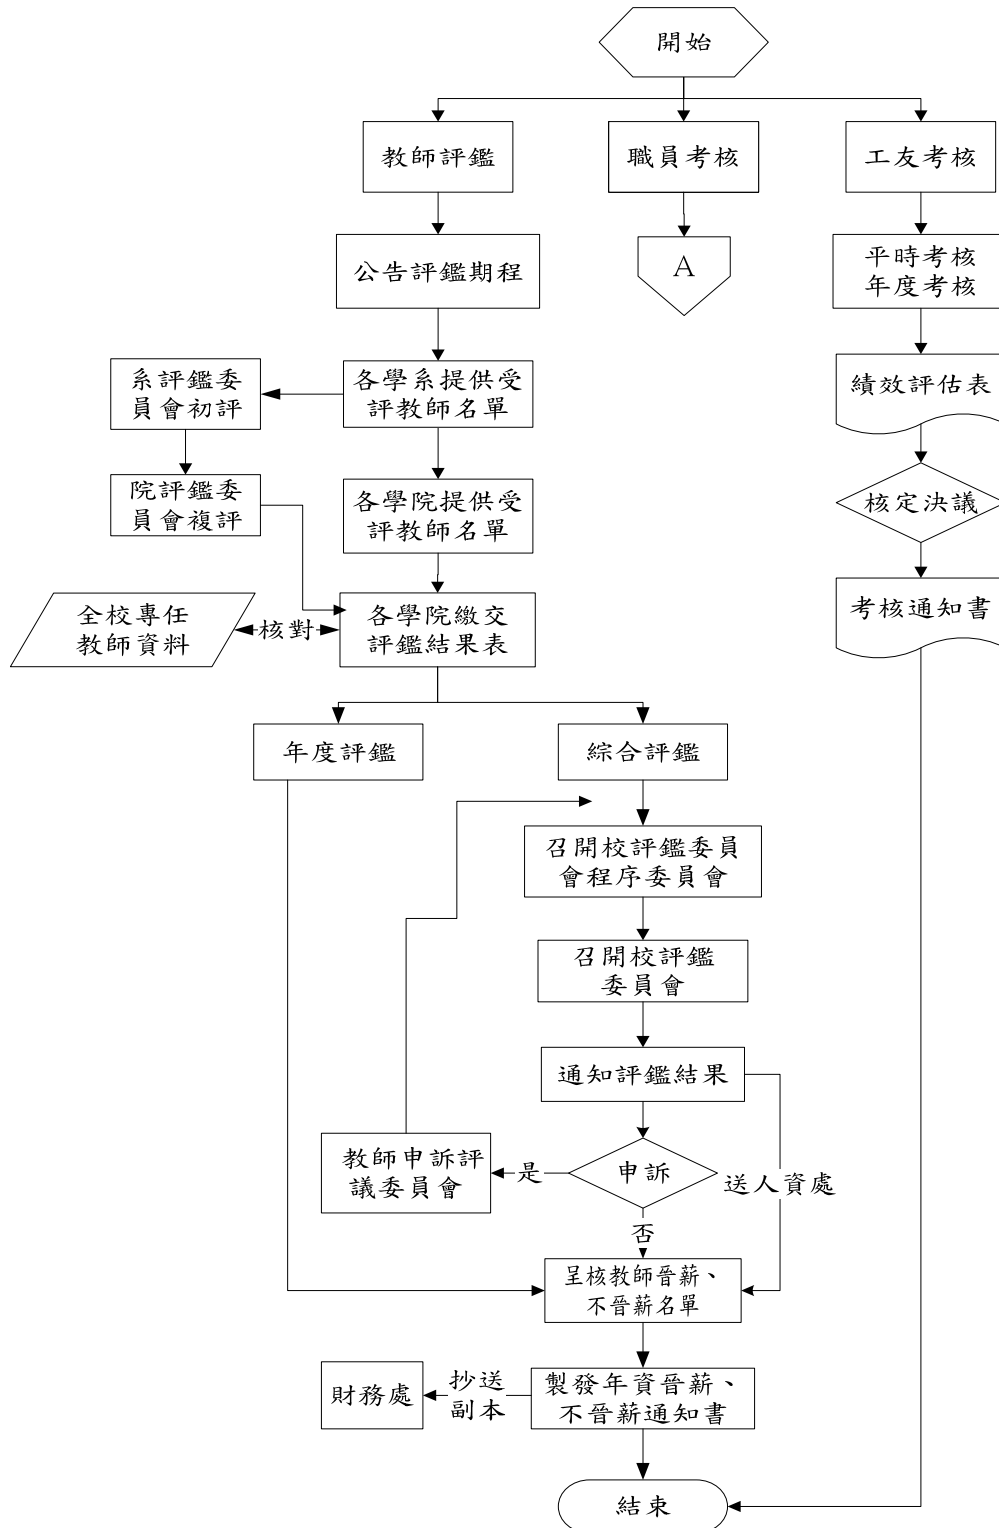 開始
教師評鑑
職員考核
工友考核
公告評鑑期程
A
平時考核
年度考核
系評鑑委
員會初評
各學系提供受
評教師名單
績效評估表
院評鑑委
員會複評
各學院提供受
評教師名單
核定決議
全校專任
教師資料
核對
各學院繳交
評鑑結果表
考核通知書
年度評鑑
綜合評鑑
召開校評鑑委員
會程序委員會
召開校評鑑
委員會
通知評鑑結果
教師申訴評
議委員會
是
申訴
送人資處
否
呈核教師晉薪、
不晉薪名單
財務處
抄送
副本
製發年資晉薪、
不晉薪通知書
結束